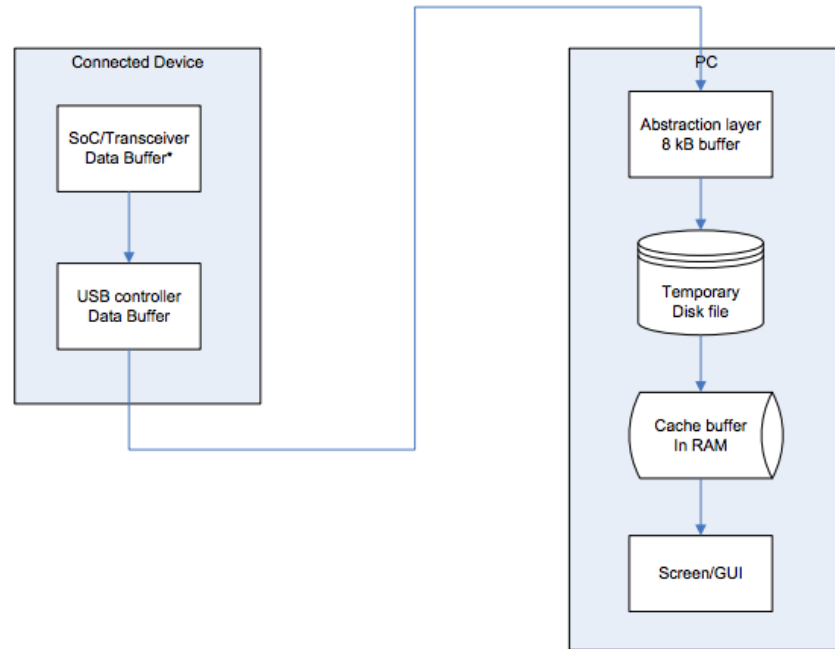 Connected Device
SoC/Transceiver
Data Buffer*
USB controller
Data Buffer
PC
Abstraction layer
8 kB buffer
Temporary
Disk file
Cache buffer
In RAM
Screen/GUI